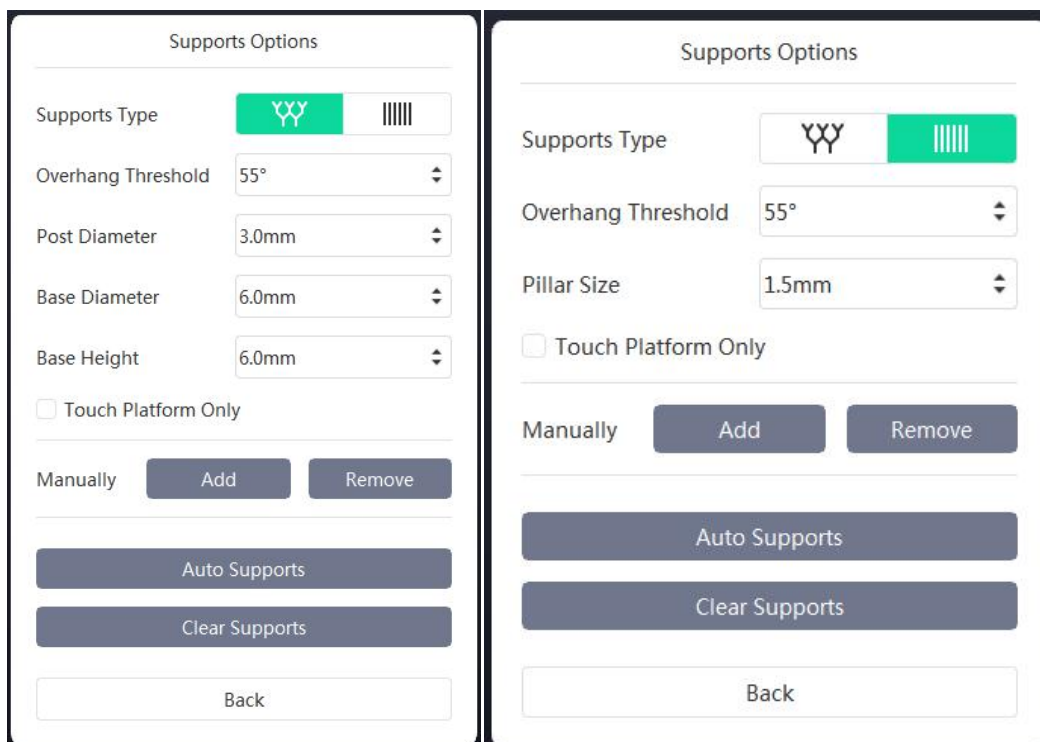 Supports Options
Supports Type
Overhang Threshold 55°
Post Diameter 3.0mm
Base Diameter 6.0mm
Base Height 6.0mm
Touch Platform Only
Manually Add Remove
Auto Supports
Clear Supports
Back
Supports Options
Supports Type
Overhang Threshold 55°
Pillar Size 1.5mm
Touch Platform Only
Manually Add Remove
Auto Supports
Clear Supports
Back